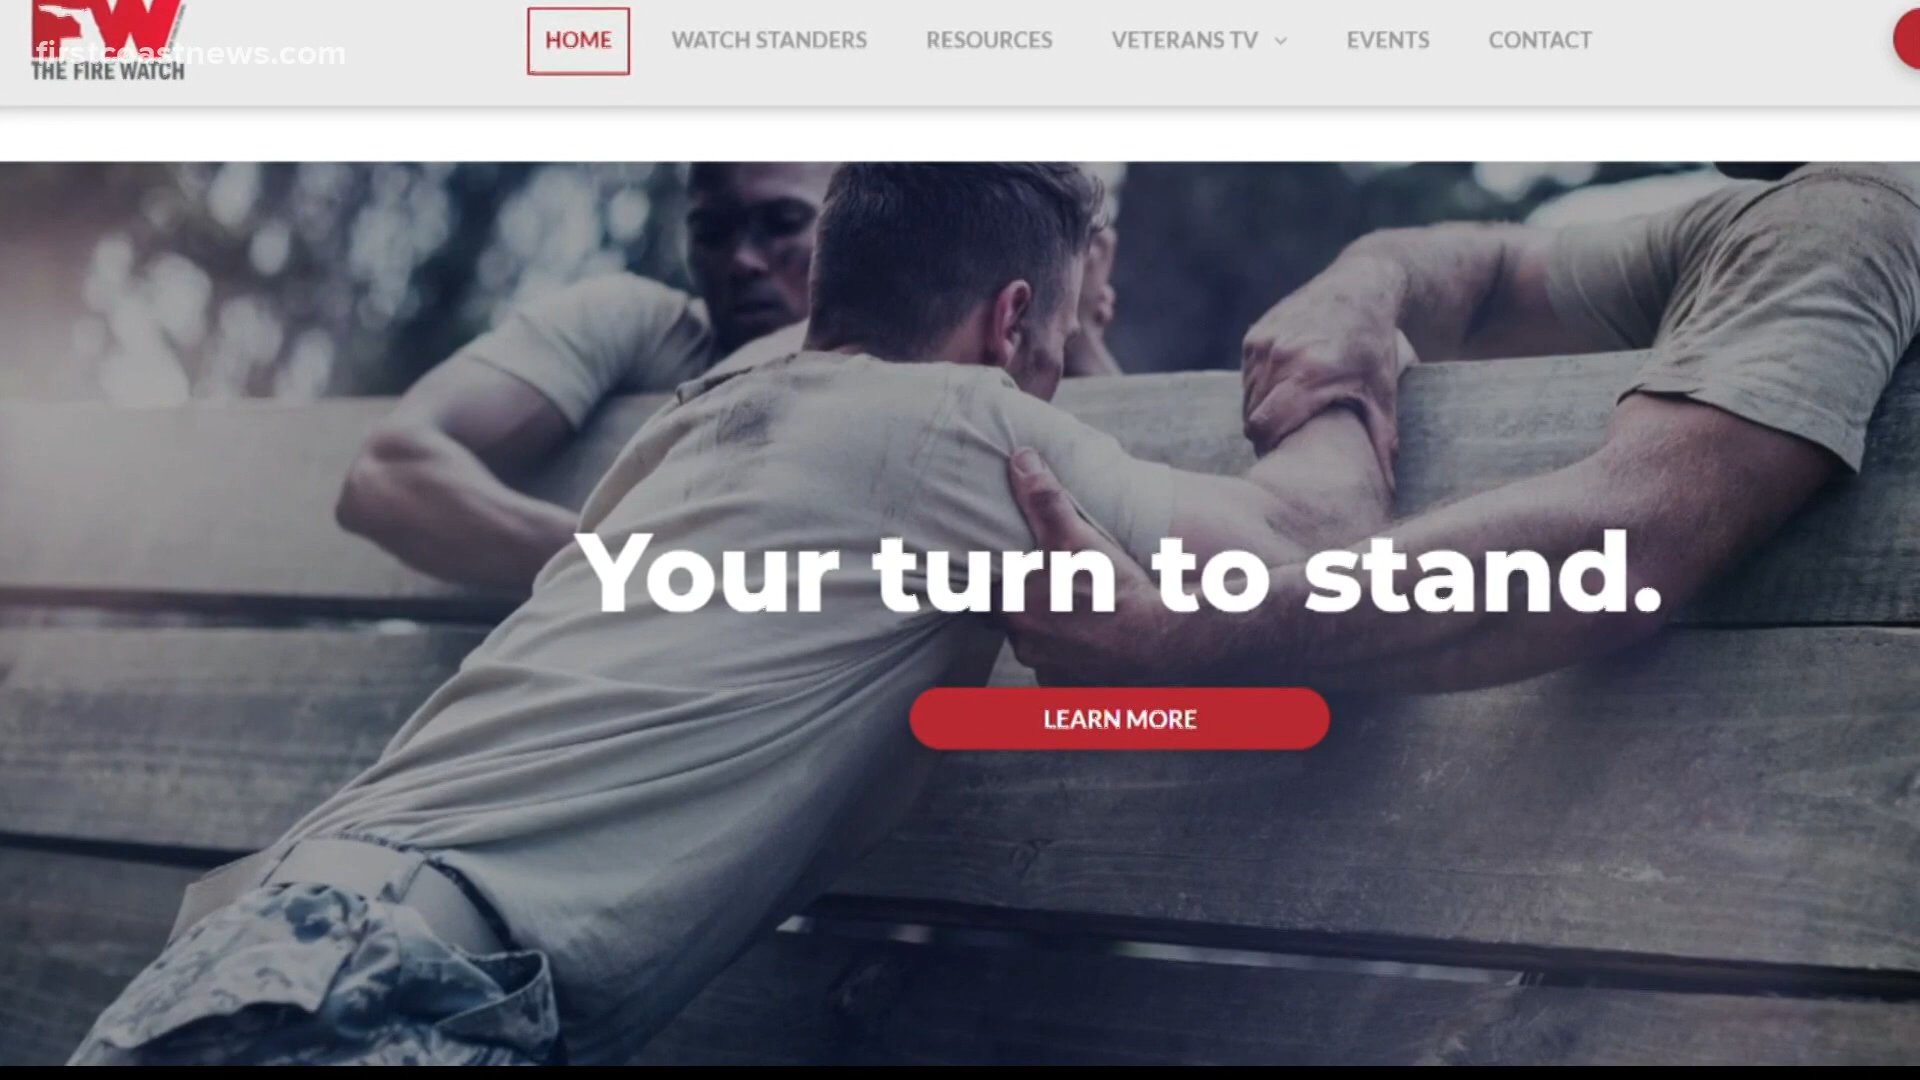 FW
firstcoastnews.com
THE FIRE WATCH
HOME WATCH STANDERS RESOURCES VETERANS TV EVENTS CONTACT
Your turn to stand.
LEARN MORE